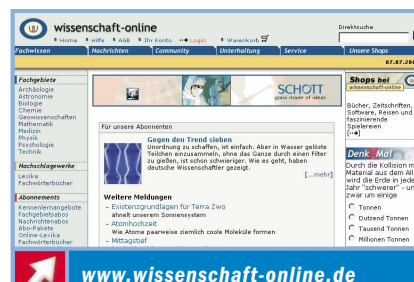 wissenschaft-online
Home Hilfe AGB Ihr Konto Login Warenkorb
Direktsuche
Fachwissen Nachrichten Community Unterhaltung Service Unsere Shops
07.07.200
Fachgebiete
Archäologie
Astronomie
Biologie
Chemie
Geowissenschaften
Mathematik
Medizin
Physik
Psychologie
Technik
Nachschlagewerke
Lexika
Fachwörterbücher
Abonnements
Kennenlernangebote
Fachgebietsabos
Nachrichtenabos
Abo-Pakete
Online-Lexika
Fachwörterbücher
SCHOTT
glass made of ideas
Für unsere Abonnenten
Gegen den Trend sieben
Unordnung zu schaffen, ist einfach. Aber in Wasser gelöste
Teilchen einzusammeln, ohne das Ganze durch einen Filter
zu gießen, ist schon schwieriger. Wie es geht, haben
deutsche Wissenschaftler gezeigt.
[...mehr]
Weitere Meldungen
- Existenzgrundlagen für Terra Zwo
ähnelt unserem Sonnensystem
- Atomhochzeit
Wie Atome paarweise ziemlich coole Moleküle formen
- Mittagstief
Shops bei
wissenschaft-online
Bücher, Zeitschriften,
Software, Reisen und
faszinierende
Spielereien
Denk Mal
Durch die Kollision m
Material aus dem All
wird die Erde in jede
Jahr "schwerer" - un
zwar um einige
Tonnen
Dutzend Tonnen
Tausend Tonnen
Millionen Tonnen
www.wissenschaft-online.de